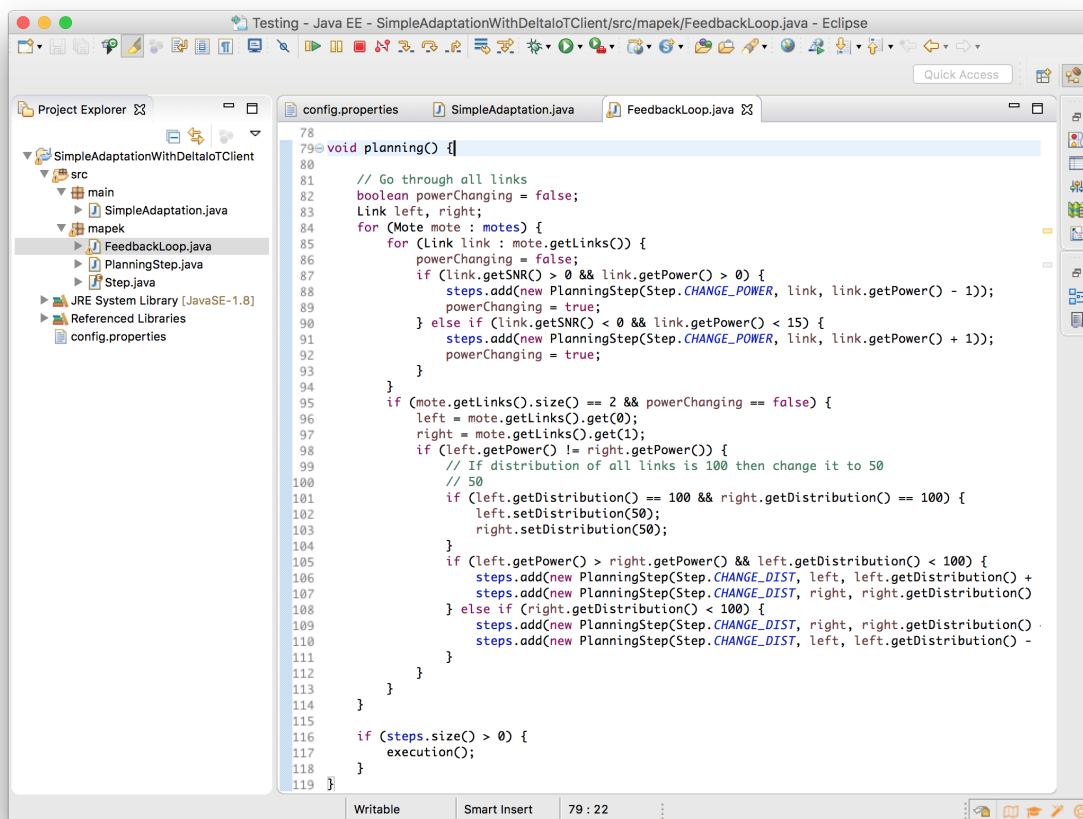 Testing - Java EE - SimpleAdaptationWithDeltaIoTClient/src/mapek/FeedbackLoop.java - Eclipse
Quick Access
Project Explorer
SimpleAdaptationWithDeltaIoTClient
src
main
SimpleAdaptation.java
mapek
FeedbackLoop.java
PlanningStep.java
Step.java
JRE System Library [JavaSE-1.8]
Referenced Libraries
config.properties
config.properties SimpleAdaptation.java FeedbackLoop.java
78
79 void planning() {
80
81 // Go through all links
82 boolean powerChanging = false;
83 Link left, right;
84 for (Mote mote : motes) {
85 for (Link link : mote.getLinks()) {
86 powerChanging = false;
87 if (link.getSNR() > 0 && link.getPower() > 0) {
88 steps.add(new PlanningStep(Step.CHANGE_POWER, link, link.getPower() - 1));
89 powerChanging = true;
90 } else if (link.getSNR() < 0 && link.getPower() < 15) {
91 steps.add(new PlanningStep(Step.CHANGE_POWER, link, link.getPower() + 1));
92 powerChanging = true;
93 }
94 }
95 if (mote.getLinks().size() == 2 && powerChanging == false) {
96 left = mote.getLinks().get(0);
97 right = mote.getLinks().get(1);
98 if (left.getPower() != right.getPower()) {
99 // If distribution of all links is 100 then change it to 50
100 // 50
101 if (left.getDistribution() == 100 && right.getDistribution() == 100) {
102 left.setDistribution(50);
103 right.setDistribution(50);
104 }
105 if (left.getPower() > right.getPower() && left.getDistribution() < 100) {
106 steps.add(new PlanningStep(Step.CHANGE_DIST, left, left.getDistribution() +
107 steps.add(new PlanningStep(Step.CHANGE_DIST, right, right.getDistribution()
108 } else if (right.getDistribution() < 100) {
109 steps.add(new PlanningStep(Step.CHANGE_DIST, right, right.getDistribution()
110 steps.add(new PlanningStep(Step.CHANGE_DIST, left, left.getDistribution() -
111 }
112 }
113 }
114 }
115
116 if (steps.size() > 0) {
117 execution();
118 }
119 }
Writable Smart Insert 79 : 22